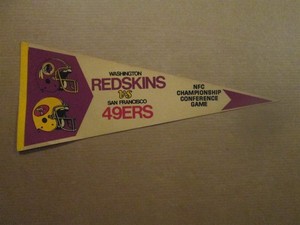 WASHINGTON
REDSKINS
VS
SAN FRANCISCO
49ERS
NFC
CHAMPIONSHIP
CONFERENCE
GAME